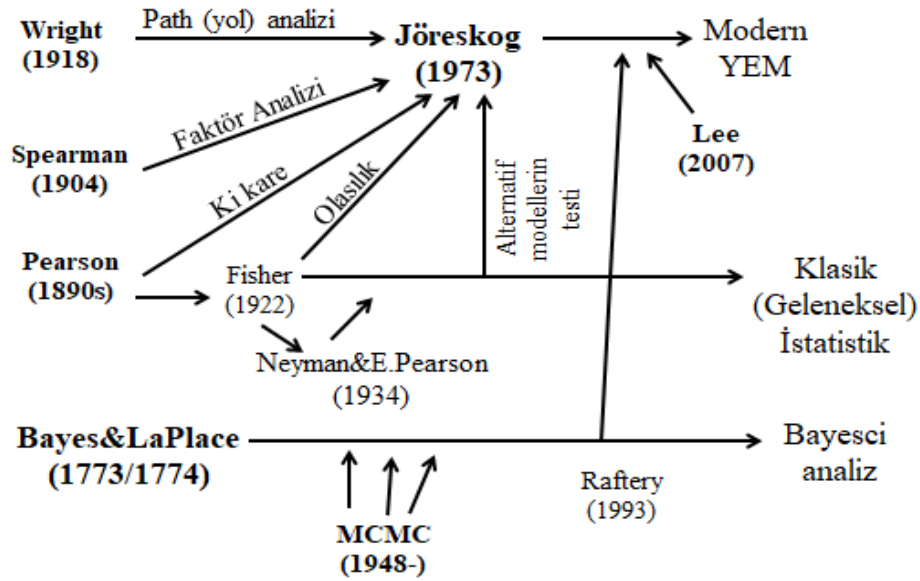 Wright
(1918)
Path (yol) analizi
Jöreskog
(1973)
Modern
YEM
Faktör Analizi
Spearman
(1904)
Lee
(2007)
Ki kare
Olasılık
Alternatif
modellerin
testi
Pearson
(1890s)
Fisher
(1922)
Klasik
(Geleneksel)
İstatistik
Neyman&E.Pearson
(1934)
Bayes&LaPlace
(1773/1774)
Bayesci
analiz
Raftery
(1993)
MCMC
(1948-)